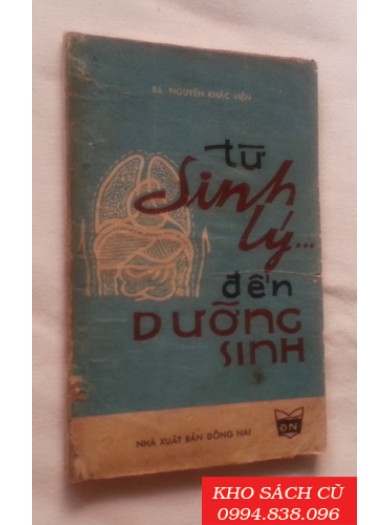 BS. NGUYỄN KHẮC VIỆN
từ
Sinh
lý...
đến
DƯỠNG
SINH
NHÀ XUẤT BẢN ĐỒNG NAI
ĐN
KHO SÁCH CŨ
0994.838.096